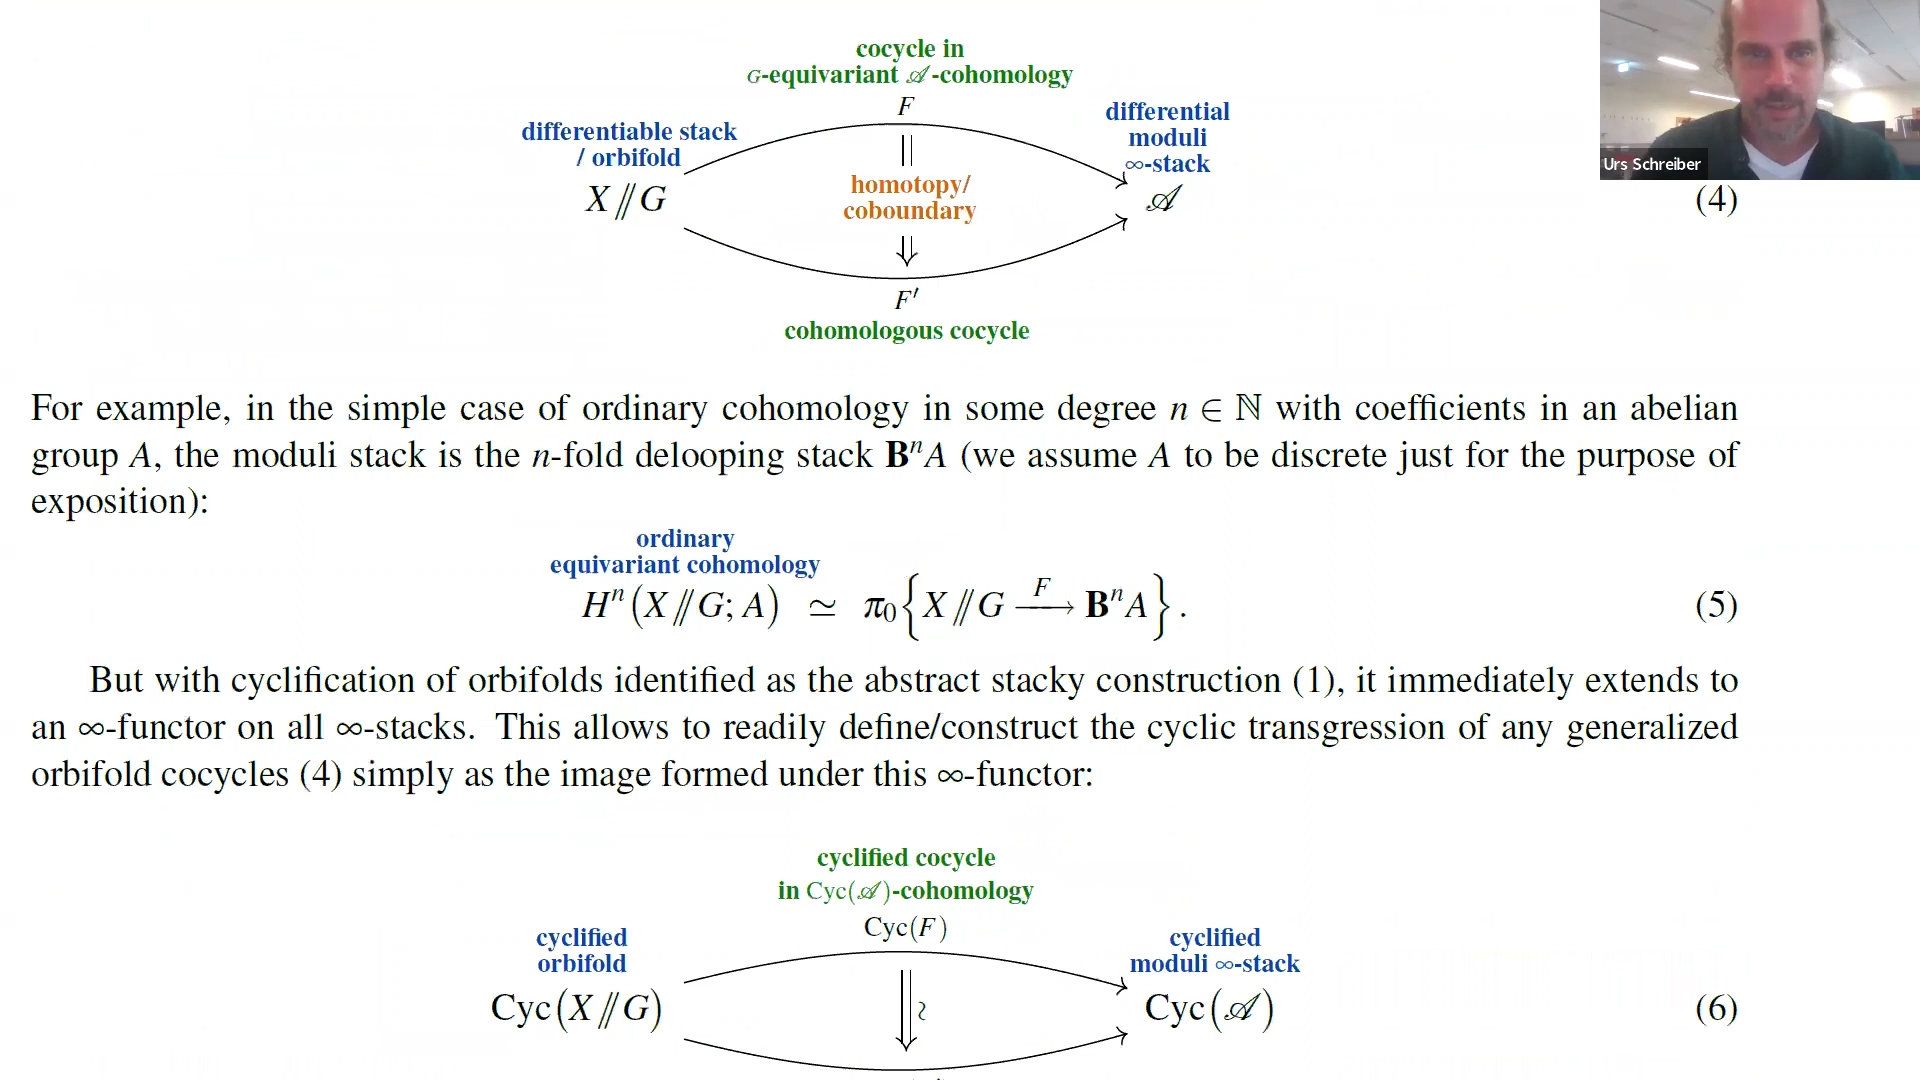 cocycle in
G-equivariant 𝒜-cohomology
F
differentiable stack
/ orbifold
X⫽G
differential
moduli
∞-stack
𝒜
homotopy/
coboundary
Urs Schreiber
(4)
F′
cohomologous cocycle
For example, in the simple case of ordinary cohomology in some degree n ∈ ℕ with coefficients in an abelian
group A, the moduli stack is the n-fold delooping stack BⁿA (we assume A to be discrete just for the purpose of
exposition):
ordinary
equivariant cohomology
Hⁿ(X⫽G; A) ≃ π₀{X⫽G —F→ BⁿA}. (5)
But with cyclification of orbifolds identified as the abstract stacky construction (1), it immediately extends to
an ∞-functor on all ∞-stacks. This allows to readily define/construct the cyclic transgression of any generalized
orbifold cocycles (4) simply as the image formed under this ∞-functor:
cyclified cocycle
in Cyc(𝒜)-cohomology
Cyc(F)
cyclified
orbifold
Cyc(X⫽G)
cyclified
moduli ∞-stack
Cyc(𝒜)
≀
(6)